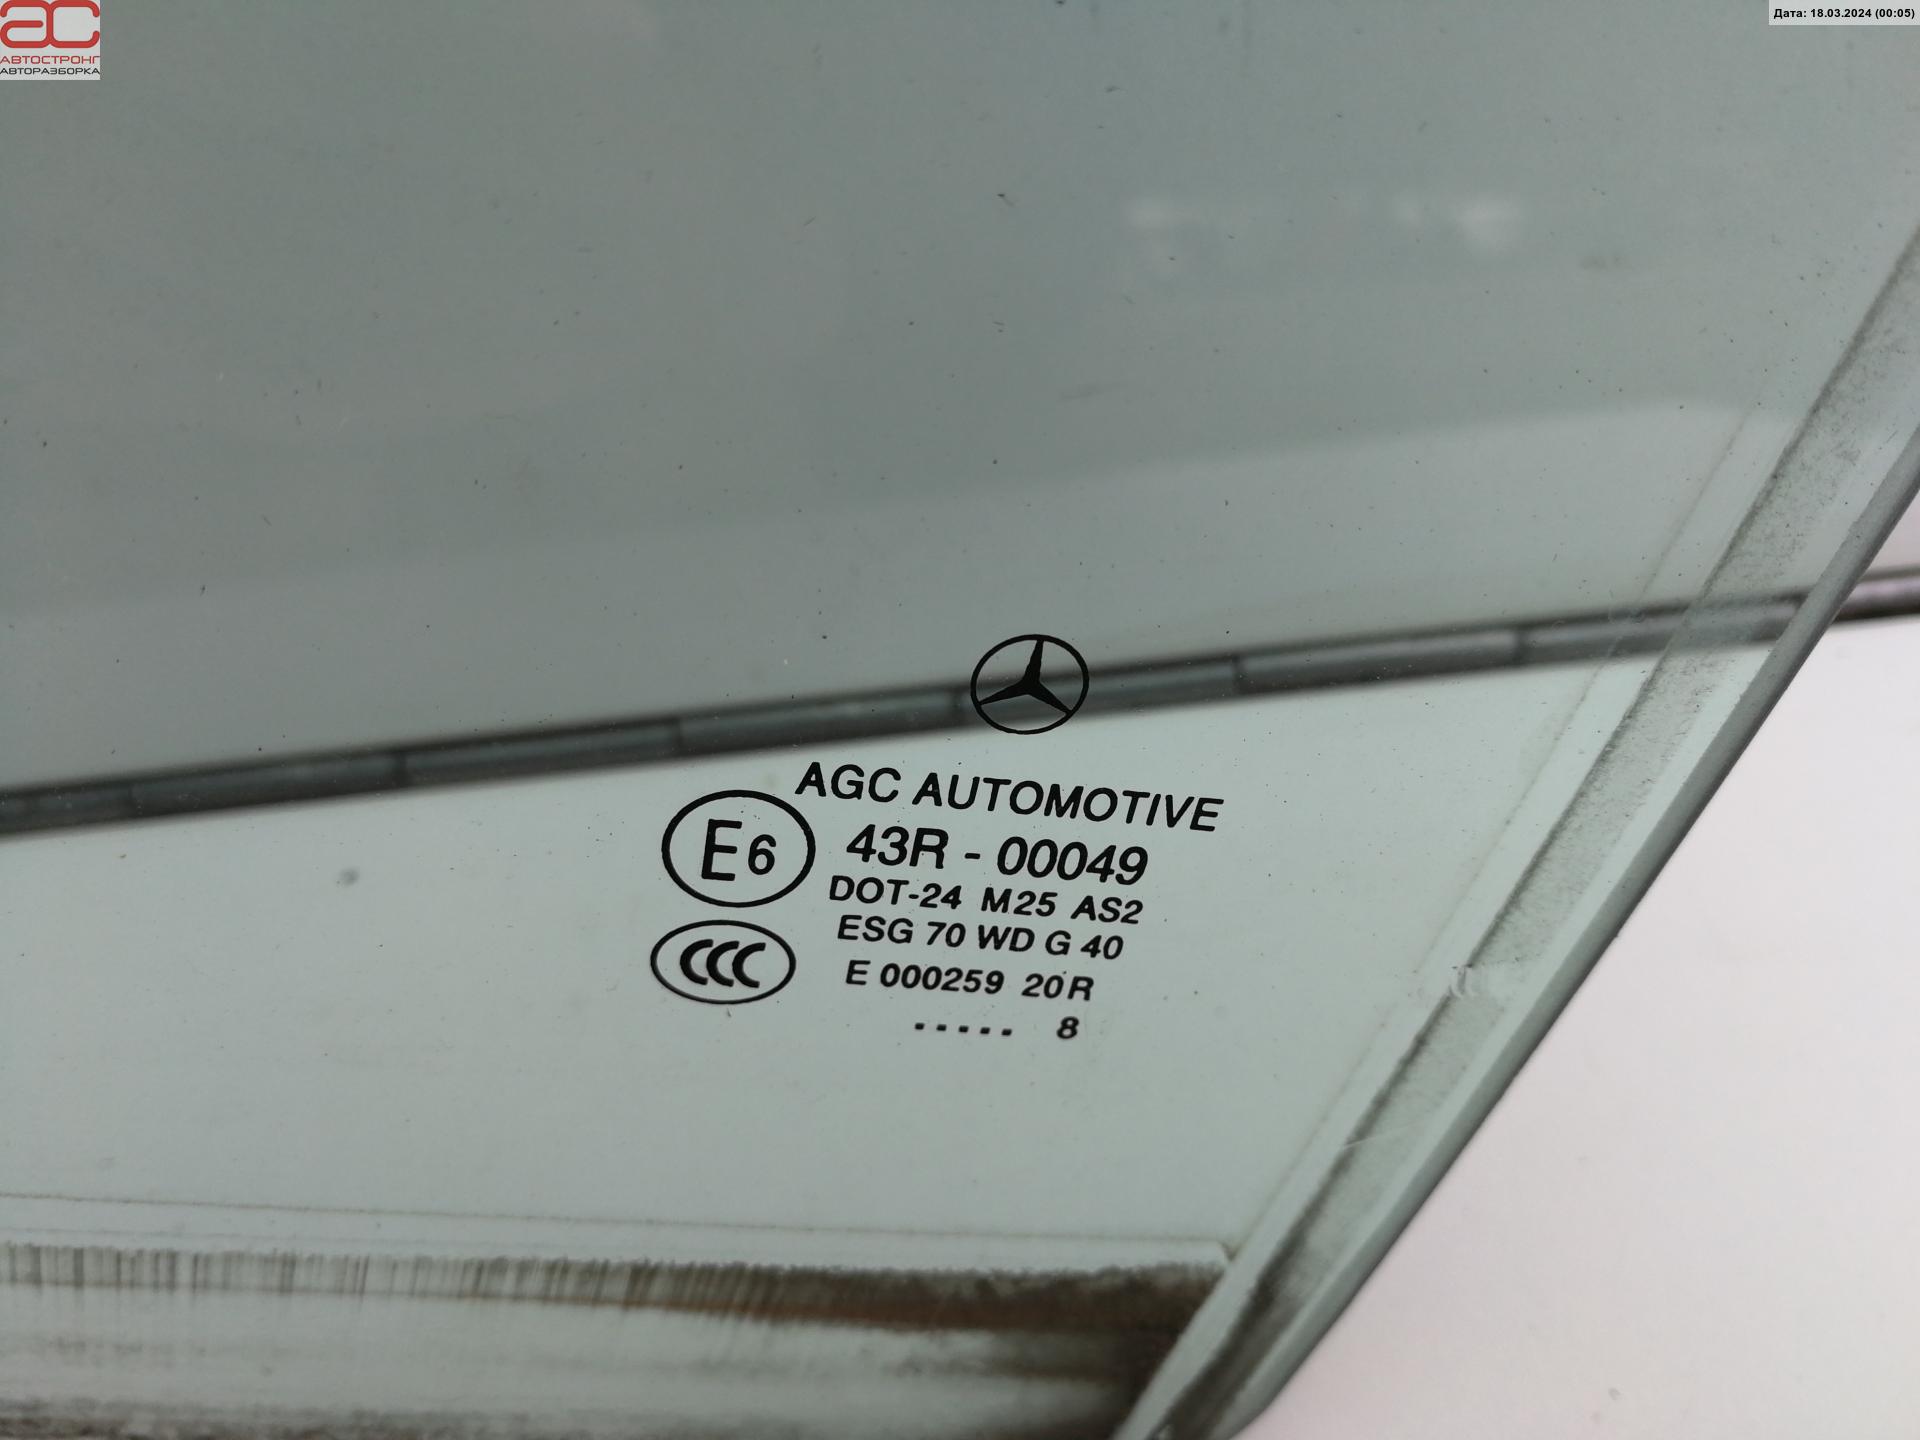 АС
АВТОСТРОНГ
АВТОРАЗБОРКА
Дата: 18.03.2024 (00:05)
AGC AUTOMOTIVE
E6 43R - 00049
DOT-24 M25 AS2
ESG 70 WD G 40
CCC E 000259 20R
..... 8